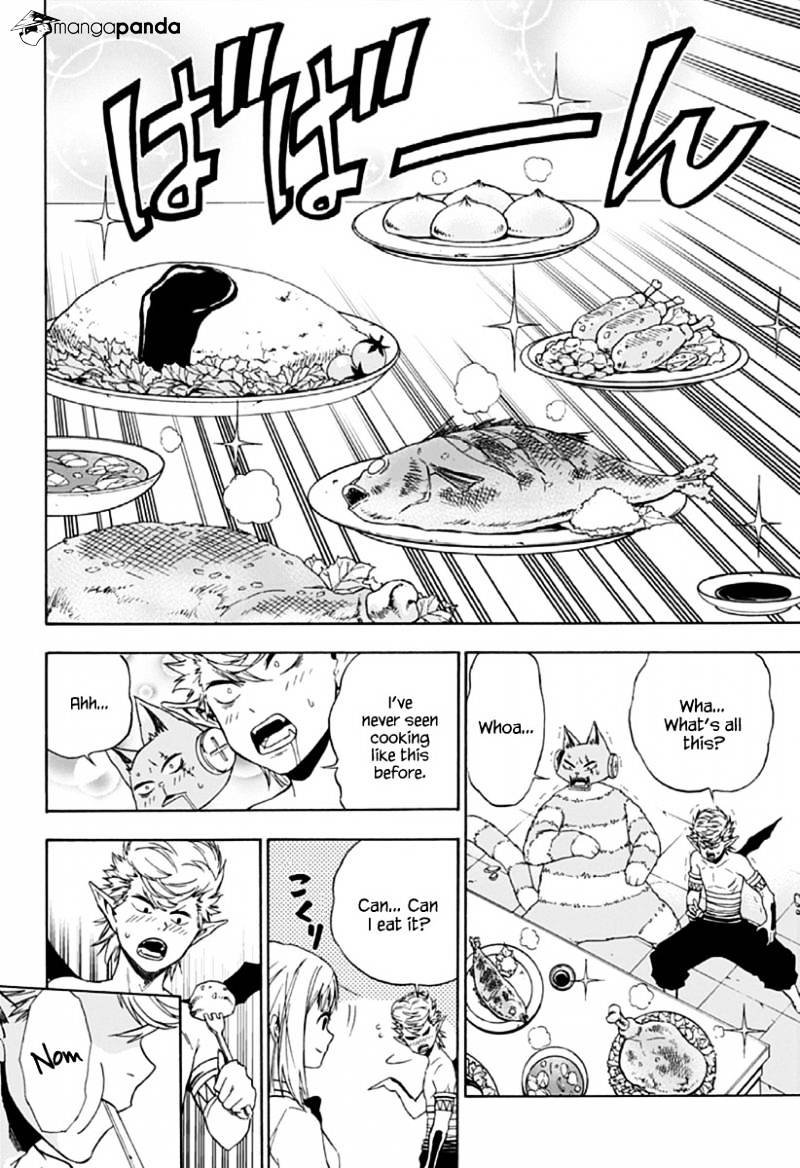 mangapanda
ばばーん
Wha...
What's all
this?
Whoa...
I've
never seen
cooking
like this
before.
Ahh...
Can... Can
I eat it?
こくり
Nom